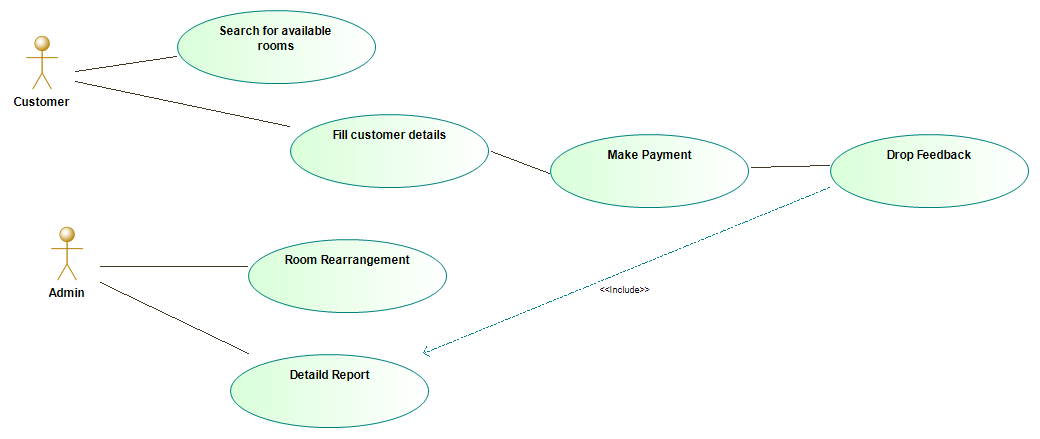 Search for available
rooms
Customer
Fill customer details
Make Payment
Drop Feedback
Admin
Room Rearrangement
<<Include>>
Detaild Report